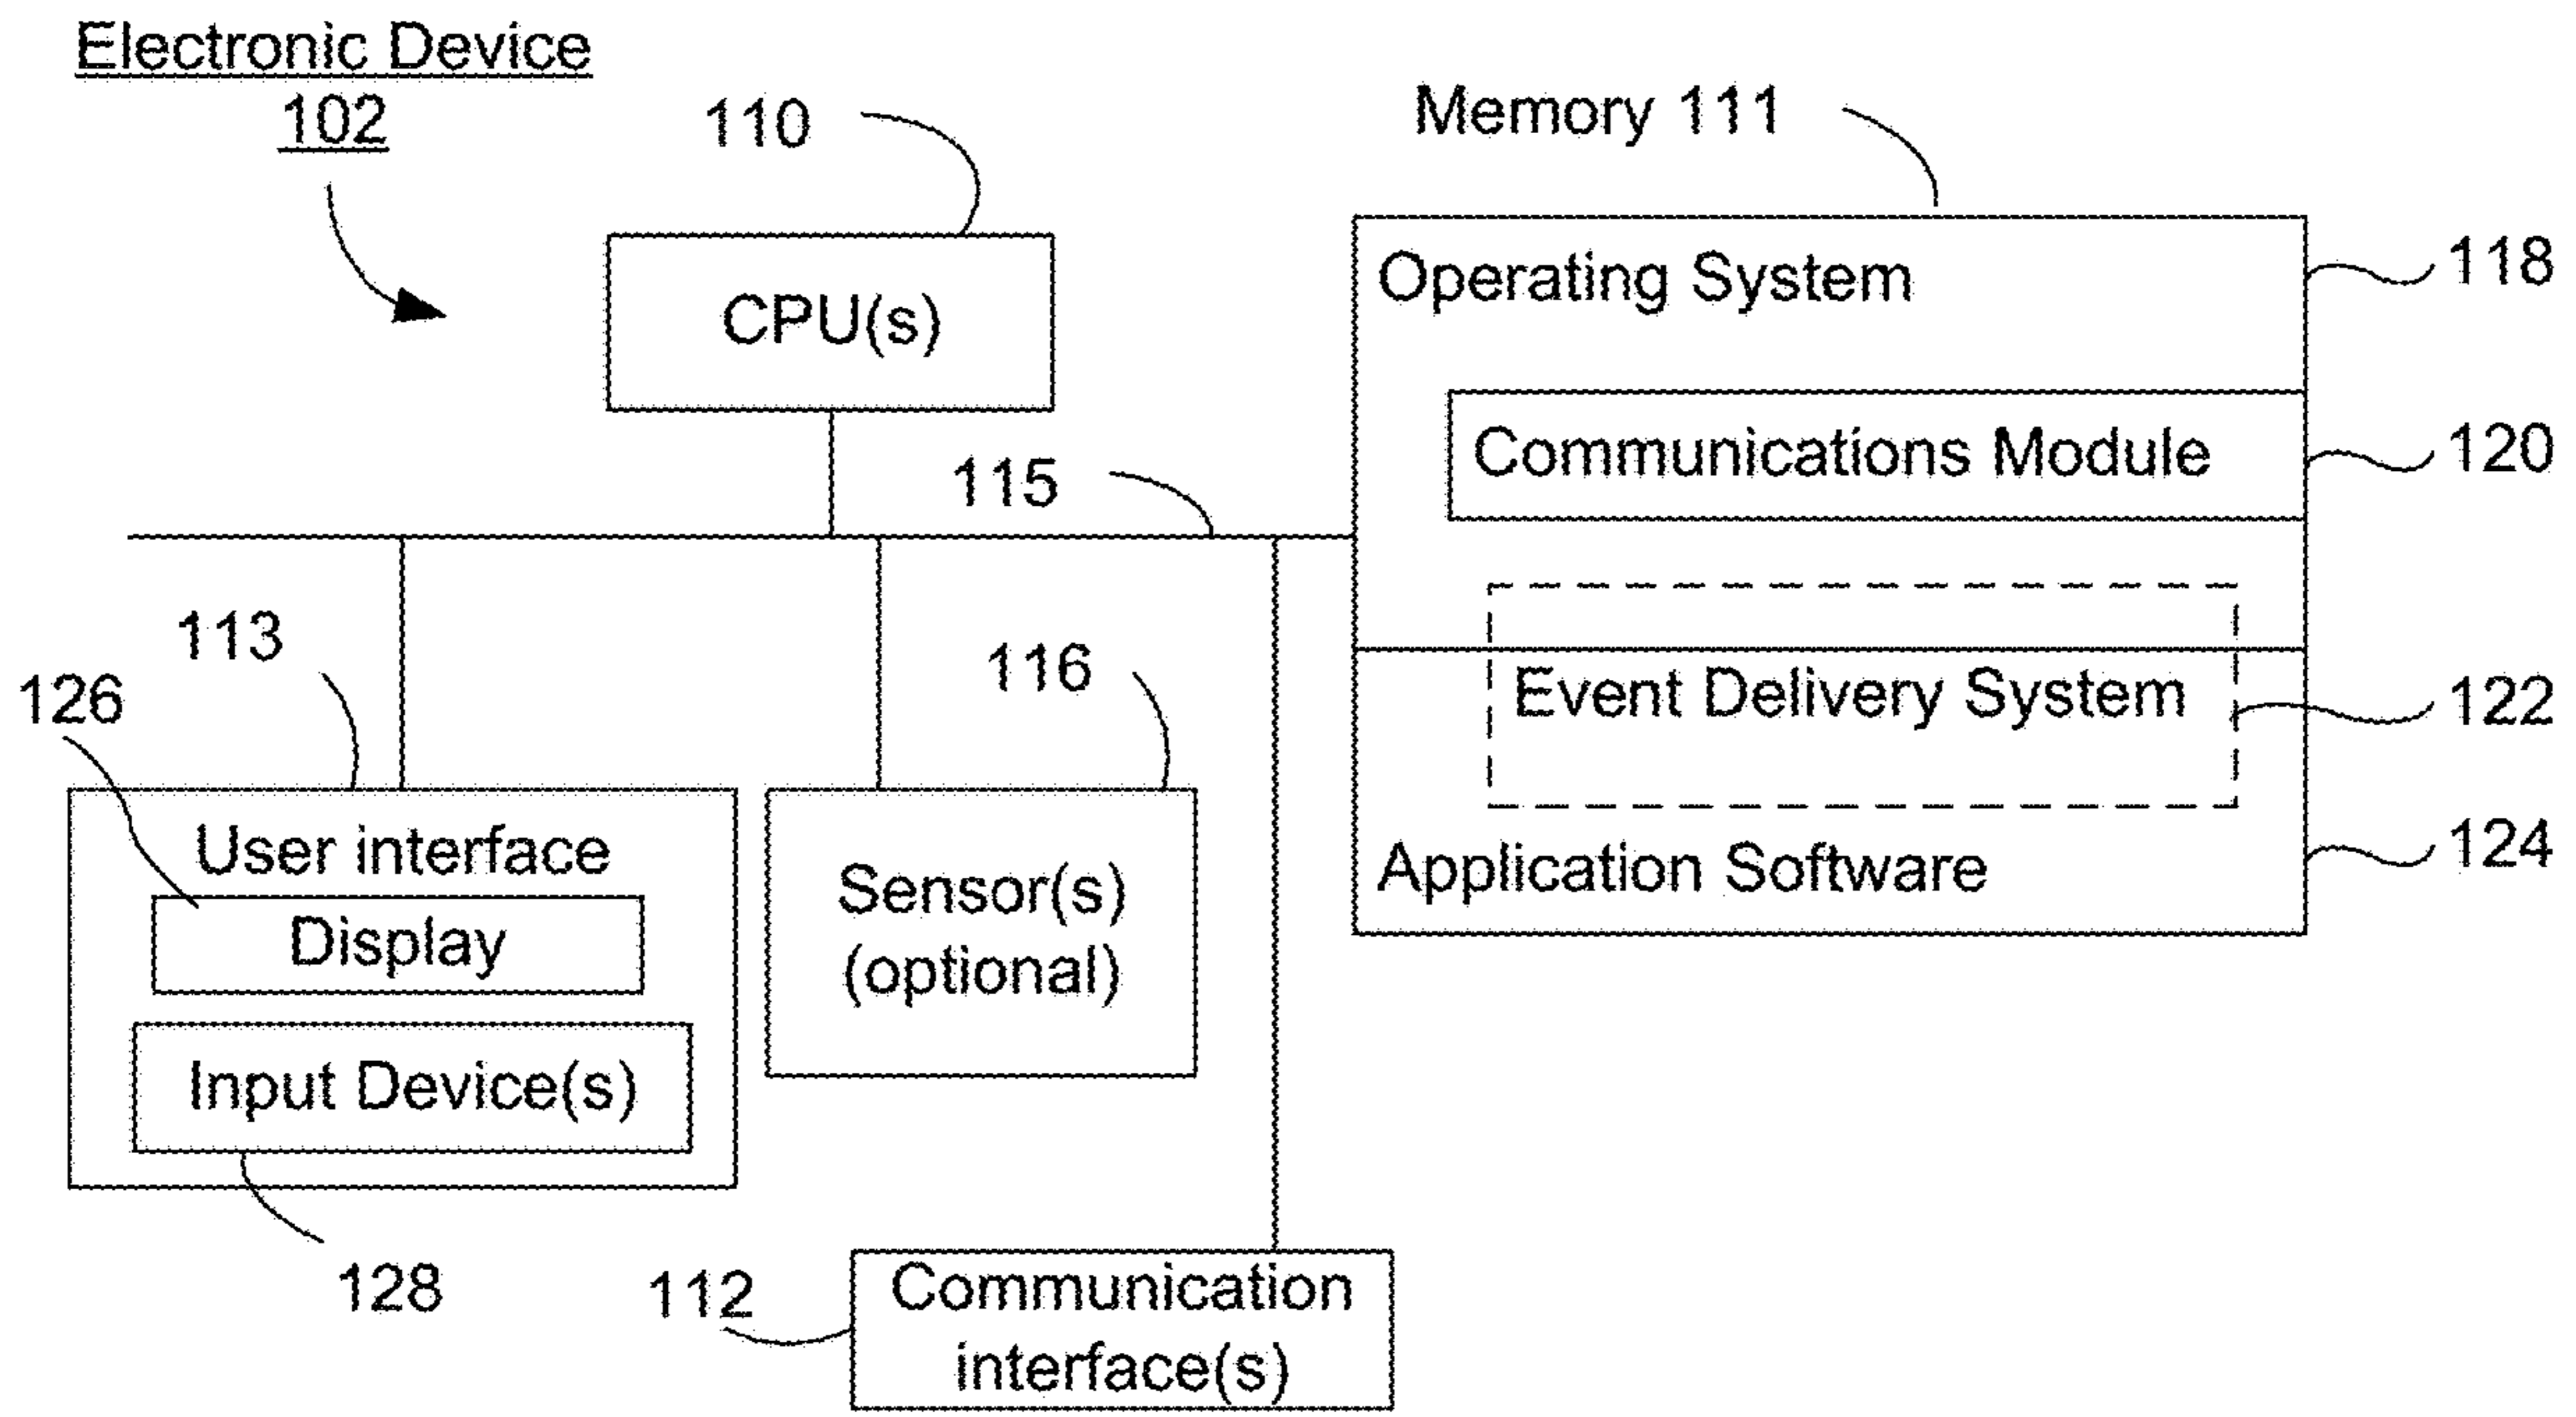 Electronic Device
102
110
Memory 111
CPU(s)
Operating System
118
Communications Module
120
115
113
116
126
Event Delivery System
122
User interface
Display
Input Device(s)
128
Sensor(s)
(optional)
Application Software
124
112
Communication
interface(s)